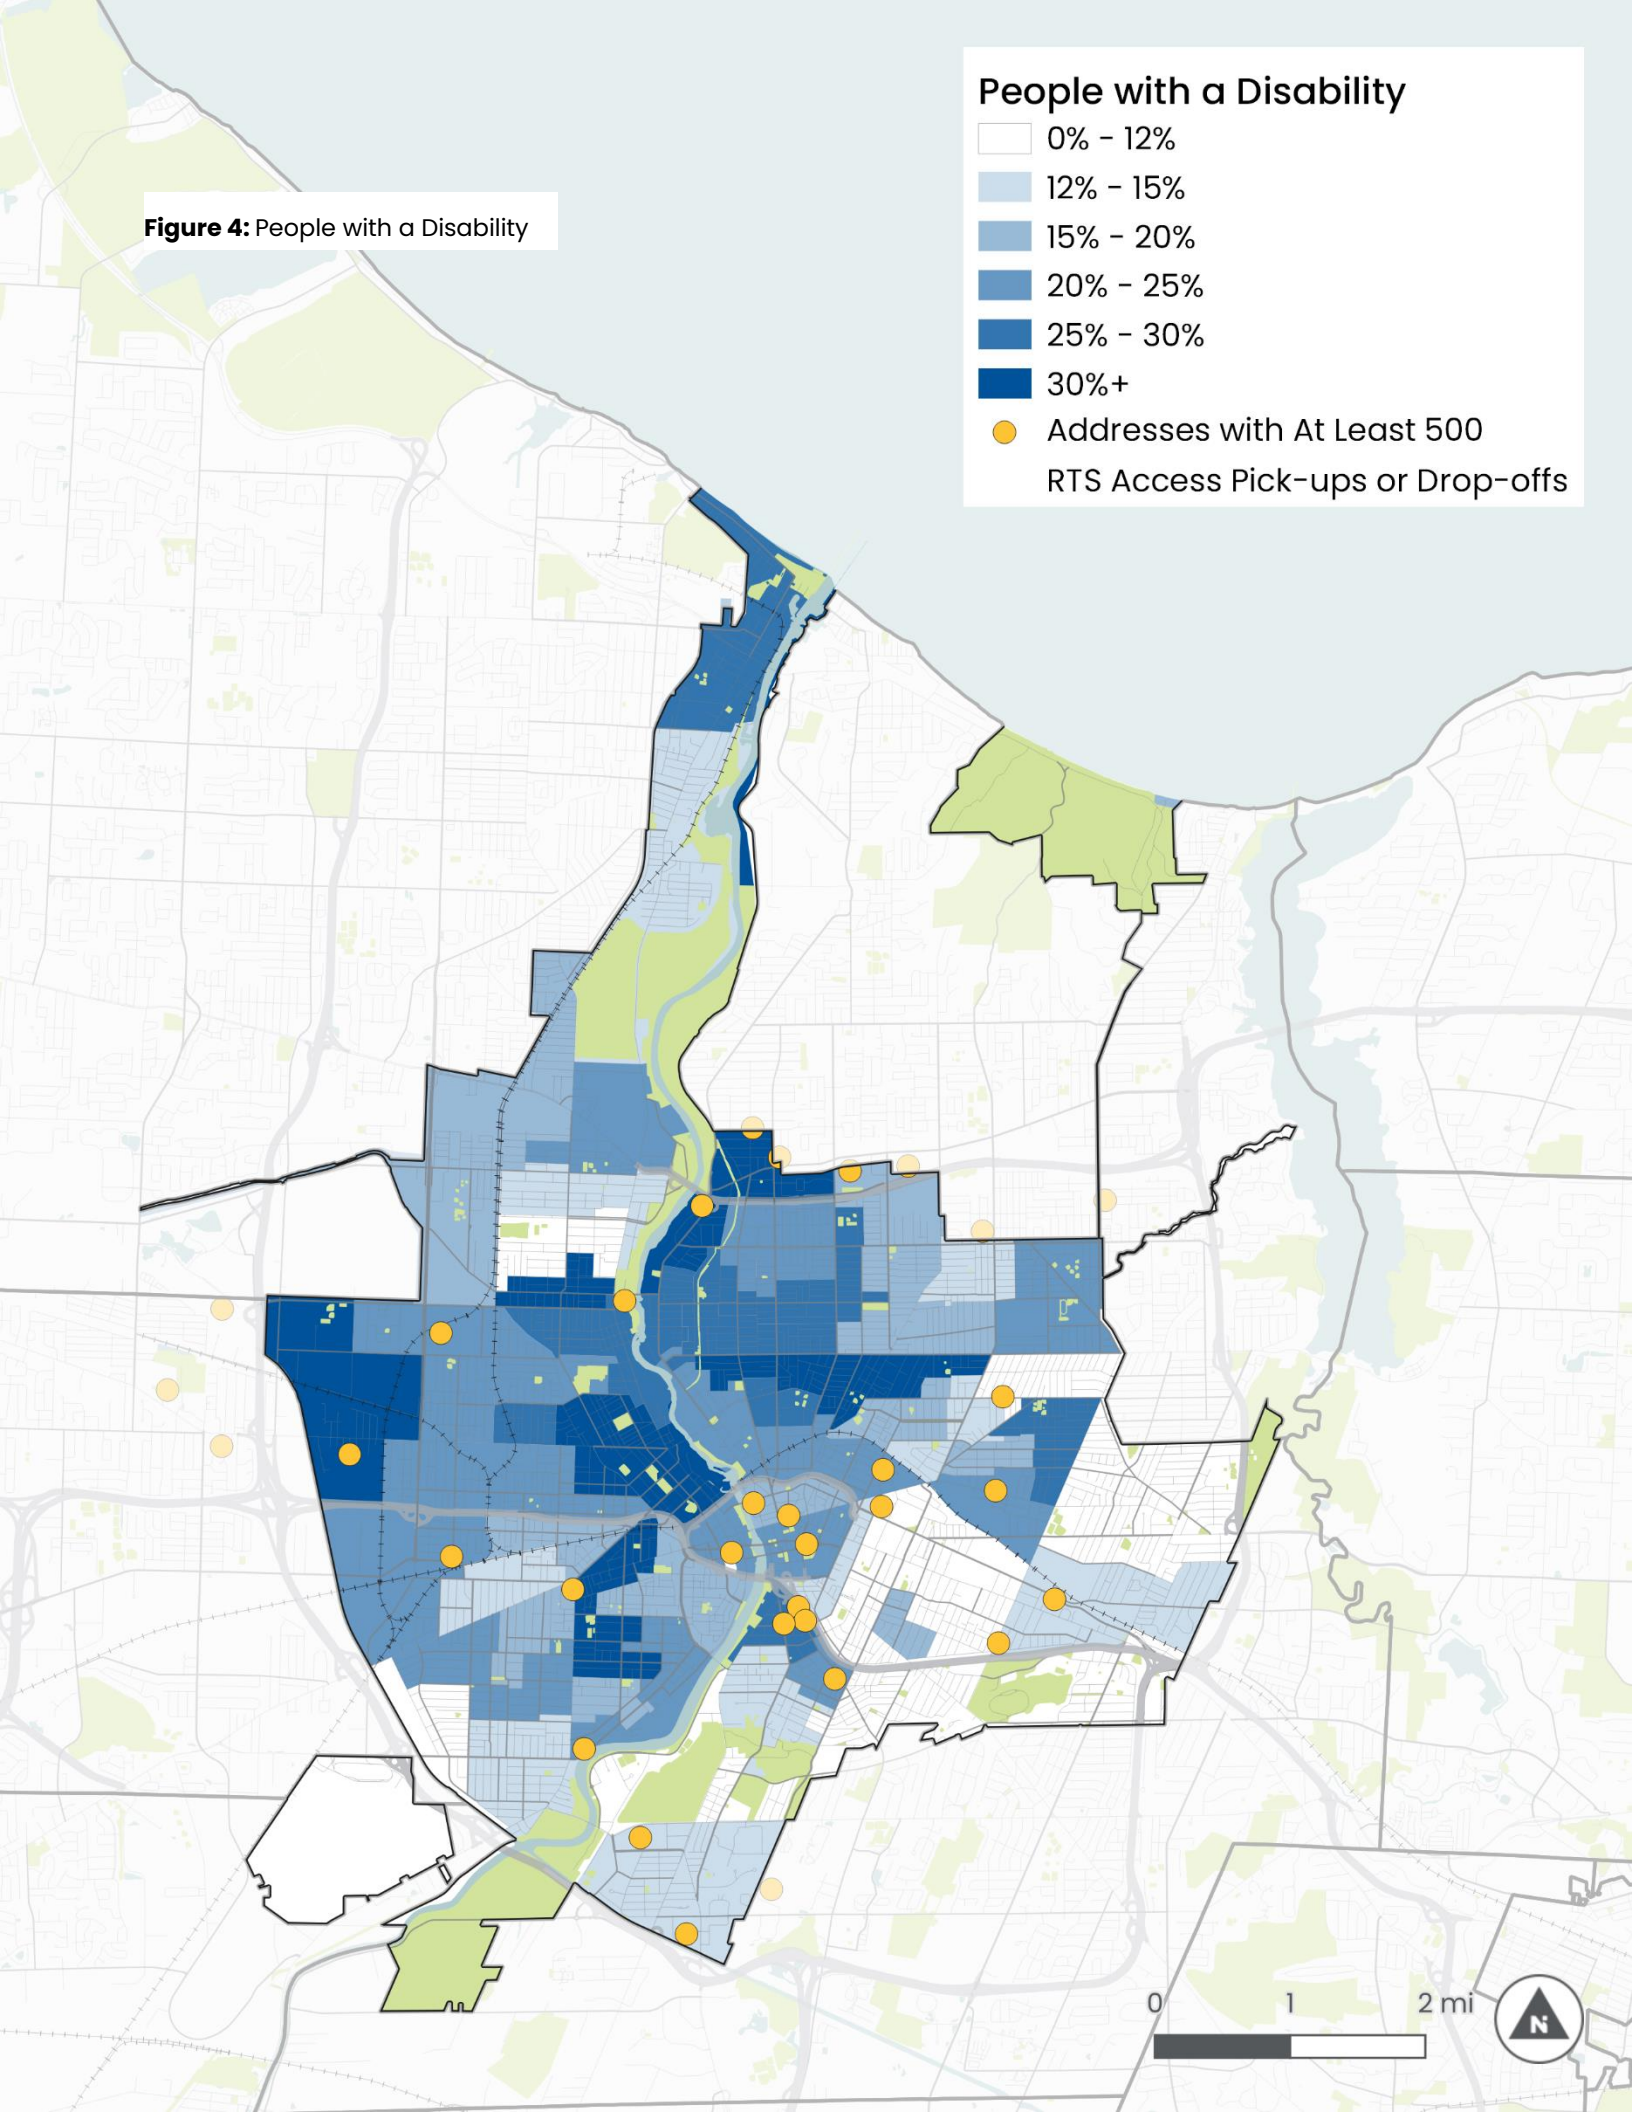 People with a Disability
0% - 12%
12% - 15%
15% - 20%
20% - 25%
25% - 30%
30%+
Addresses with At Least 500
RTS Access Pick-ups or Drop-offs
Figure 4: People with a Disability
0 1 2 mi
N